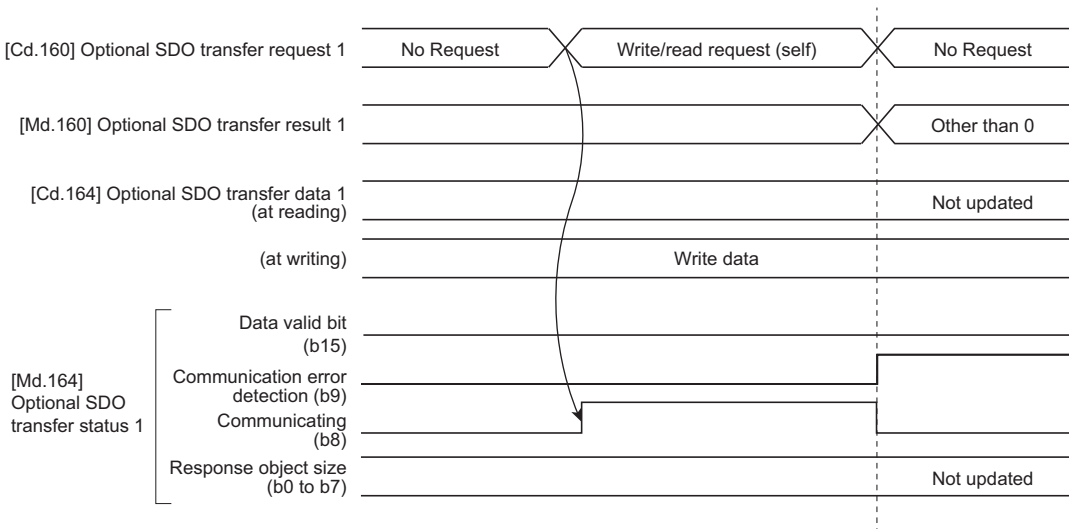 [Cd.160] Optional SDO transfer request 1
No Request
Write/read request (self)
No Request
[Md.160] Optional SDO transfer result 1
Other than 0
[Cd.164] Optional SDO transfer data 1
(at reading)
Not updated
(at writing)
Write data
[Md.164]
Optional SDO
transfer status 1
Data valid bit
(b15)
Communication error
detection (b9)
Communicating
(b8)
Response object size
(b0 to b7)
Not updated